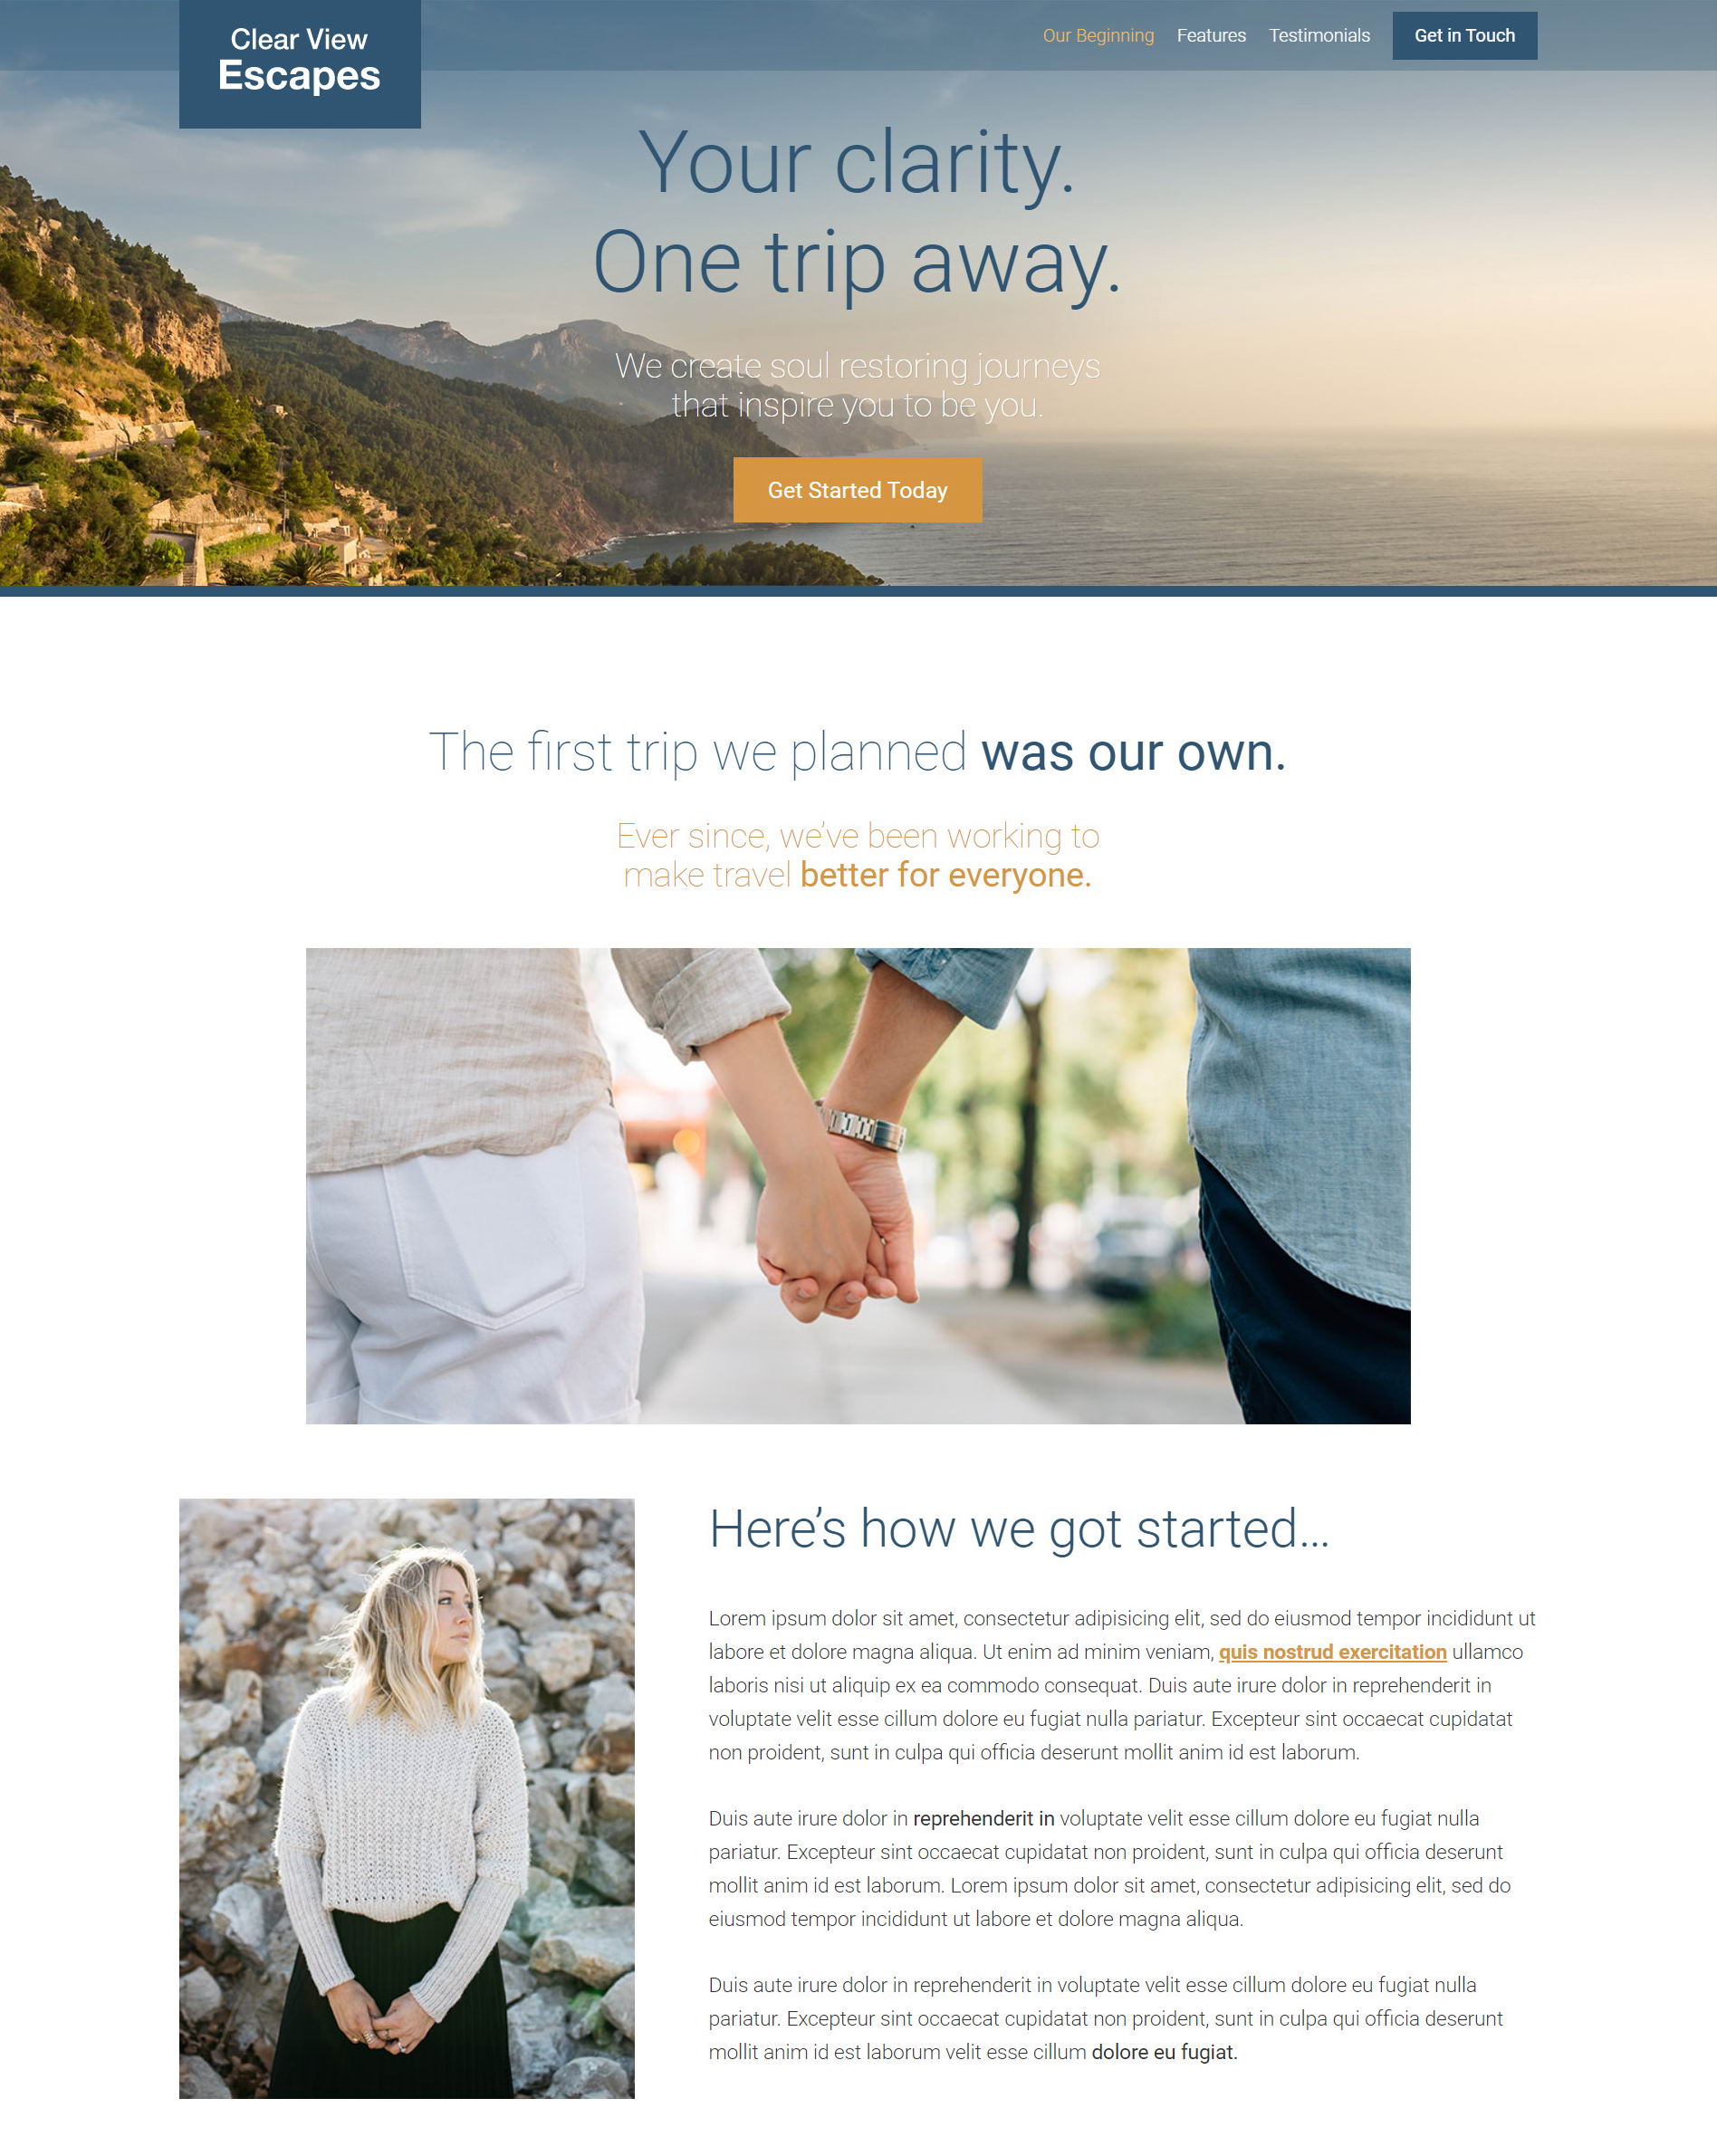 Clear View
Escapes
Our Beginning Features Testimonials Get in Touch
Your clarity.
One trip away.
We create soul restoring journeys
that inspire you to be you.
Get Started Today
The first trip we planned was our own.
Ever since, we’ve been working to
make travel better for everyone.
Here’s how we got started...
Lorem ipsum dolor sit amet, consectetur adipisicing elit, sed do eiusmod tempor incididunt ut
labore et dolore magna aliqua. Ut enim ad minim veniam, quis nostrud exercitation ullamco
laboris nisi ut aliquip ex ea commodo consequat. Duis aute irure dolor in reprehenderit in
voluptate velit esse cillum dolore eu fugiat nulla pariatur. Excepteur sint occaecat cupidatat
non proident, sunt in culpa qui officia deserunt mollit anim id est laborum.
Duis aute irure dolor in reprehenderit in voluptate velit esse cillum dolore eu fugiat nulla
pariatur. Excepteur sint occaecat cupidatat non proident, sunt in culpa qui officia deserunt
mollit anim id est laborum. Lorem ipsum dolor sit amet, consectetur adipisicing elit, sed do
eiusmod tempor incididunt ut labore et dolore magna aliqua.
Duis aute irure dolor in reprehenderit in voluptate velit esse cillum dolore eu fugiat nulla
pariatur. Excepteur sint occaecat cupidatat non proident, sunt in culpa qui officia deserunt
mollit anim id est laborum velit esse cillum dolore eu fugiat.